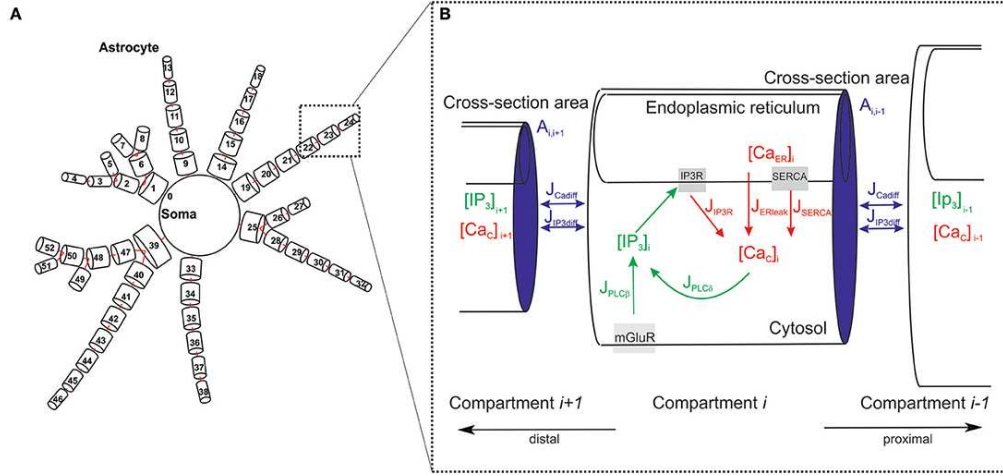 A
Astrocyte
13
12
11
10
9
18
17
16
15
14
24
23
22
21
20
19
8
7
6
5
4
3
2
1
0
Soma
25
26
27
28
29
30
31
32
33
34
35
36
37
38
39
40
41
42
43
44
45
46
47
48
49
50
51
52
B
Cross-section area
A i,i+1
Endoplasmic reticulum
Cross-section area
A i,i-1
[Ca ER] i
IP3R
SERCA
[IP 3] i+1
[Ca C] i+1
J Cadiff
J IP3diff
J IP3R
J ERleak
J SERCA
[IP 3] i
[Ca C] i
J PLCβ
J PLCδ
mGluR
Cytosol
J Cadiff
J IP3diff
[Ip 3] i-1
[Ca C] i-1
Compartment i+1
Compartment i
Compartment i-1
distal
proximal